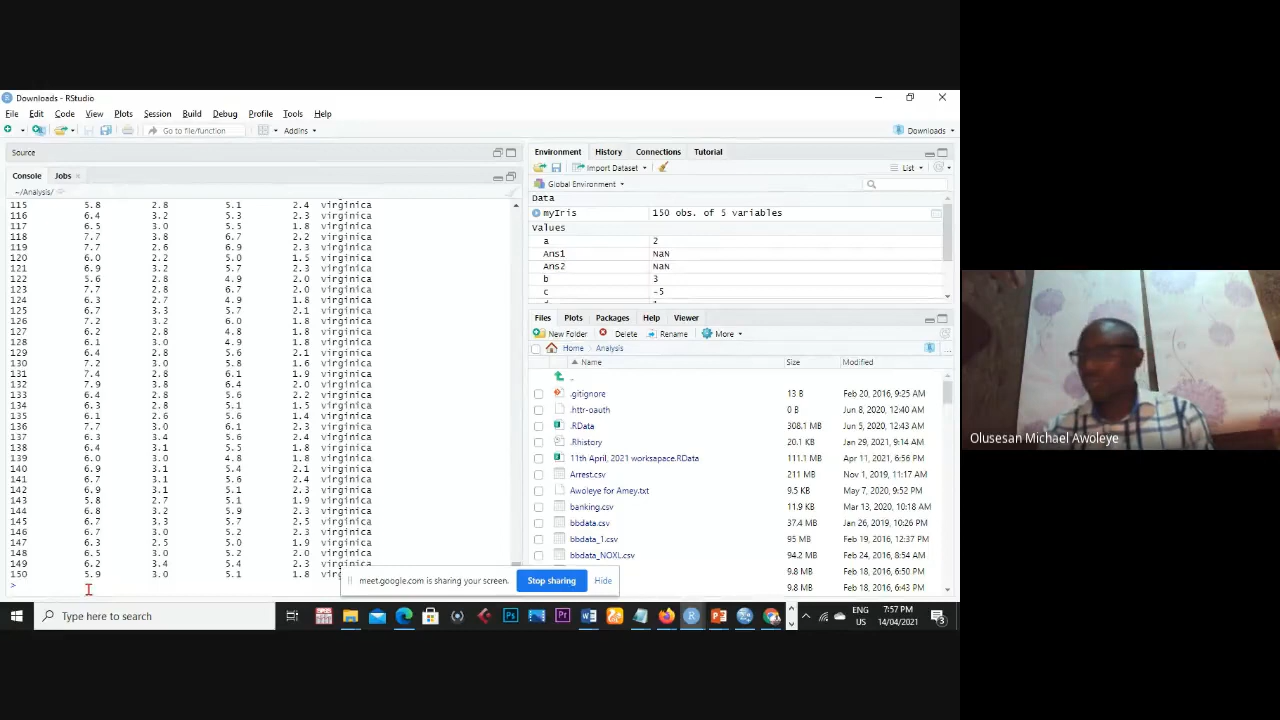 Downloads - RStudio
File Edit Code View Plots Session Build Debug Profile Tools Help
Go to file/function Addins Downloads
Source
Console Jobs
~/Analysis/
115 5.8 2.8 5.1 2.4 virginica
116 6.4 3.2 5.3 2.3 virginica
117 6.5 3.0 5.5 1.8 virginica
118 7.7 3.8 6.7 2.2 virginica
119 7.7 2.6 6.9 2.3 virginica
120 6.0 2.2 5.0 1.5 virginica
121 6.9 3.2 5.7 2.3 virginica
122 5.6 2.8 4.9 2.0 virginica
123 7.7 2.8 6.7 2.0 virginica
124 6.3 2.7 4.9 1.8 virginica
125 6.7 3.3 5.7 2.1 virginica
126 7.2 3.2 6.0 1.8 virginica
127 6.2 2.8 4.8 1.8 virginica
128 6.1 3.0 4.9 1.8 virginica
129 6.4 2.8 5.6 2.1 virginica
130 7.2 3.0 5.8 1.6 virginica
131 7.4 2.8 6.1 1.9 virginica
132 7.9 3.8 6.4 2.0 virginica
133 6.4 2.8 5.6 2.2 virginica
134 6.3 2.8 5.1 1.5 virginica
135 6.1 2.6 5.6 1.4 virginica
136 7.7 3.0 6.1 2.3 virginica
137 6.3 3.4 5.6 2.4 virginica
138 6.4 3.1 5.5 1.8 virginica
139 6.0 3.0 4.8 1.8 virginica
140 6.9 3.1 5.4 2.1 virginica
141 6.7 3.1 5.6 2.4 virginica
142 6.9 3.1 5.1 2.3 virginica
143 5.8 2.7 5.1 1.9 virginica
144 6.8 3.2 5.9 2.3 virginica
145 6.7 3.3 5.7 2.5 virginica
146 6.7 3.0 5.2 2.3 virginica
147 6.3 2.5 5.0 1.9 virginica
148 6.5 3.0 5.2 2.0 virginica
149 6.2 3.4 5.4 2.3 virginica
150 5.9 3.0 5.1 1.8
>
Environment History Connections Tutorial
Import Dataset List
Global Environment
Data
myIris 150 obs. of 5 variables
Values
a 2
Ans1 NaN
Ans2 NaN
b 3
c -5
Files Plots Packages Help Viewer
New Folder Delete Rename More
Home Analysis
Name Size Modified
..
.gitignore 13 B Feb 20, 2016, 9:25 AM
.httr-oauth 0 B Jun 8, 2020, 12:40 AM
.RData 308.1 MB Jun 5, 2020, 12:43 AM
.Rhistory 20.1 KB Jan 29, 2021, 9:14 AM
11th April, 2021 worksapace.RData 111.1 MB Apr 11, 2021, 6:56 PM
Arrest.csv 211 MB Nov 1, 2019, 11:17 AM
Awoleye for Amey.txt 9.5 KB May 7, 2020, 9:52 PM
banking.csv 11.9 KB Mar 13, 2020, 10:18 AM
bbdata.csv 37.4 MB Jan 26, 2019, 10:26 PM
bbdata_1.csv 95 MB Feb 19, 2016, 12:37 PM
bbdata_NOXL.csv 94.2 MB Feb 24, 2016, 8:54 AM
9.8 MB Feb 18, 2016, 6:50 PM
9.8 MB Feb 18, 2016, 6:43 PM
meet.google.com is sharing your screen. Stop sharing Hide
Type here to search
Ps Pr
ENG
US
7:57 PM
14/04/2021
3
Olusesan Michael Awoleye